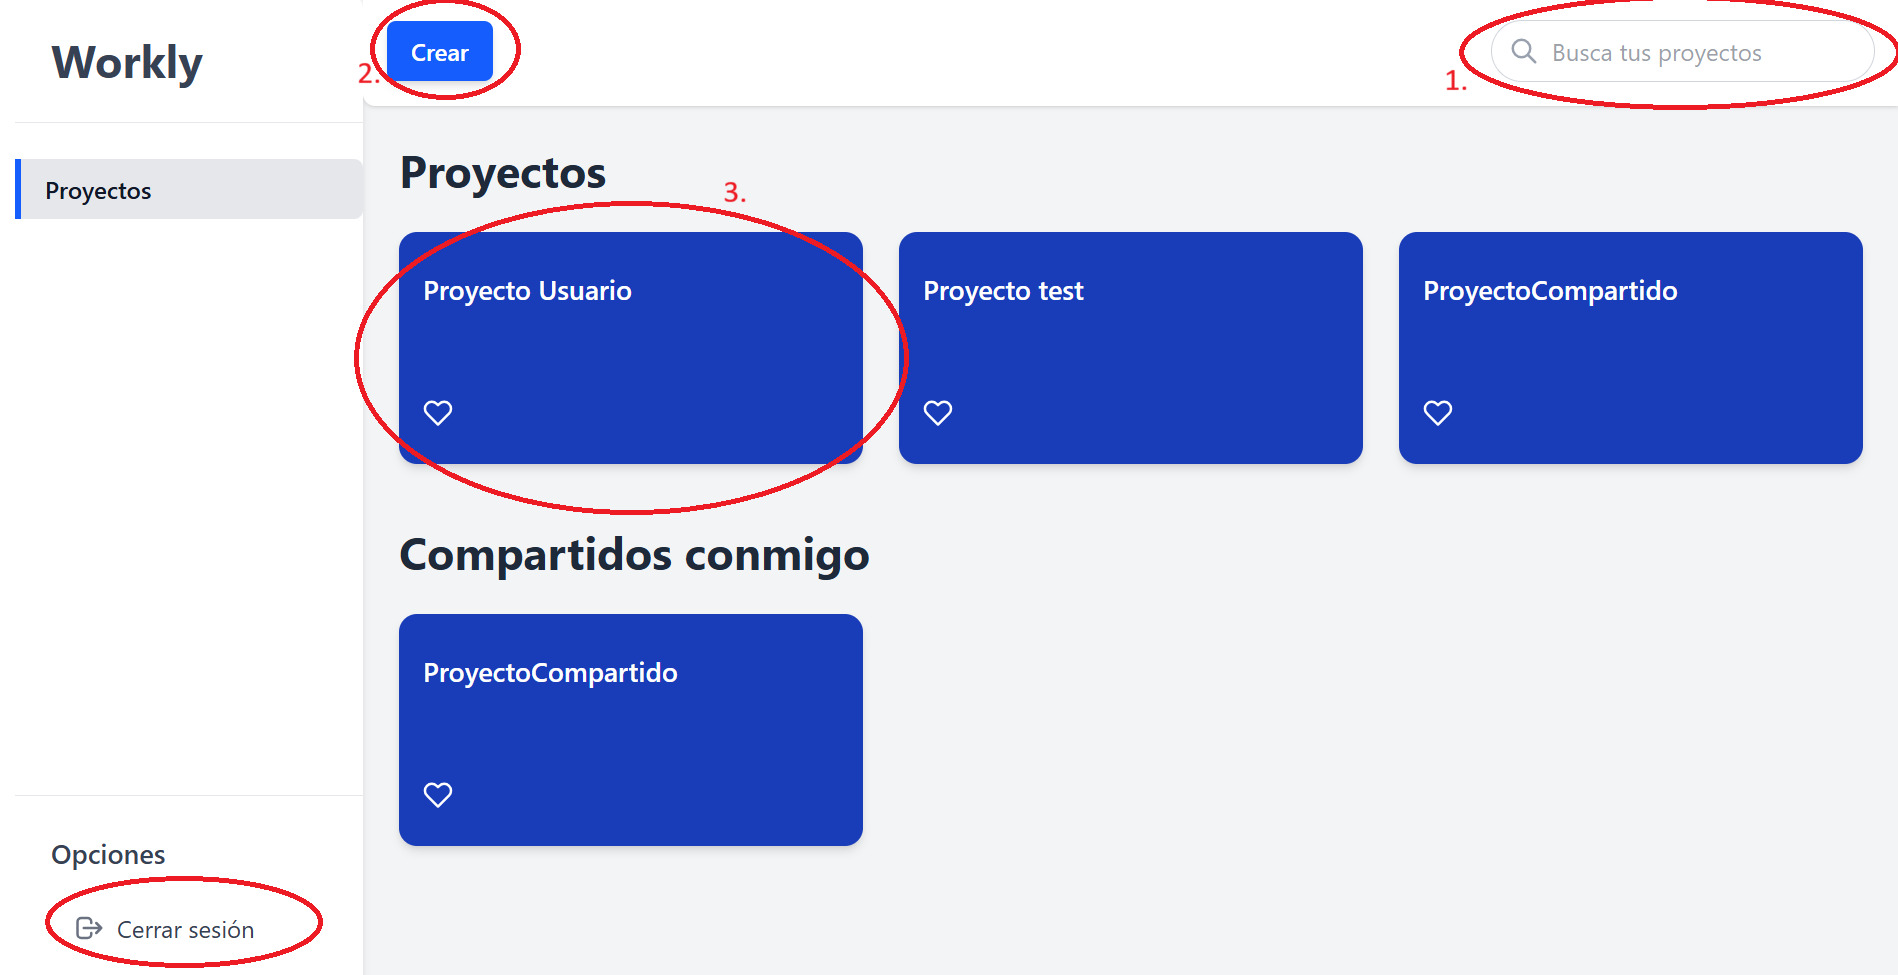 Workly
Proyectos
Opciones
Cerrar sesión
2.
Crear
1.
Busca tus proyectos
Proyectos
3.
Proyecto Usuario
Proyecto test
ProyectoCompartido
Compartidos conmigo
ProyectoCompartido